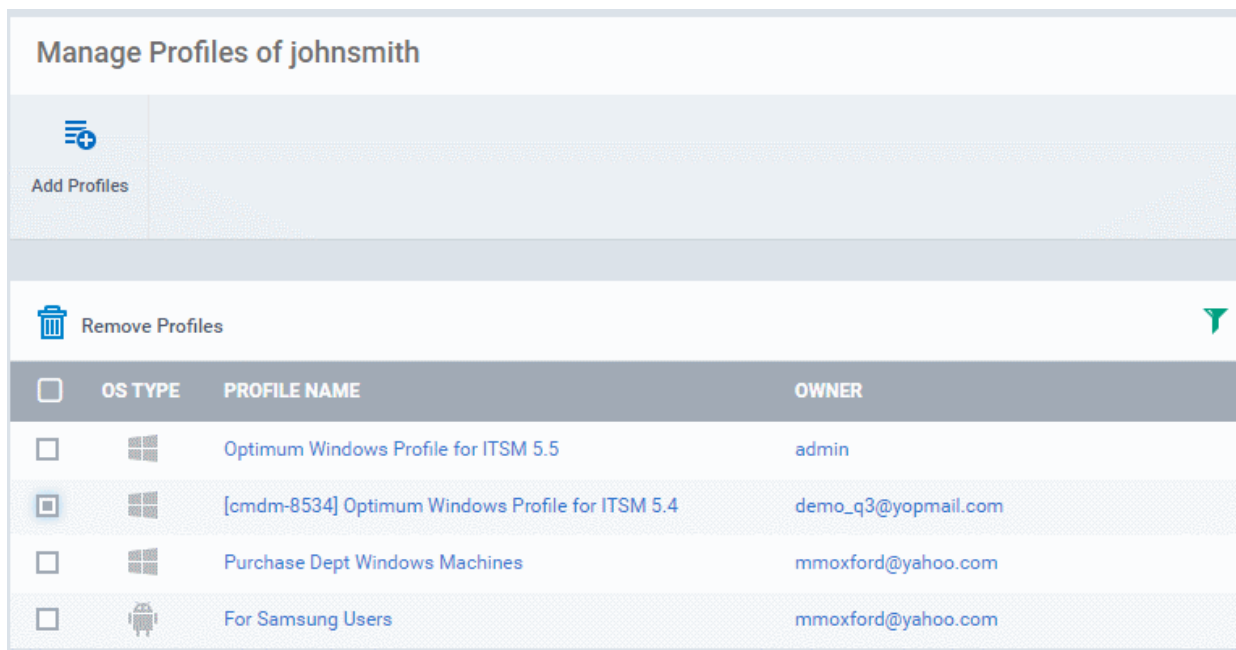 Manage Profiles of johnsmith
Add Profiles
Remove Profiles
OS TYPE PROFILE NAME OWNER
Optimum Windows Profile for ITSM 5.5 admin
[cmdm-8534] Optimum Windows Profile for ITSM 5.4 demo_q3@yopmail.com
Purchase Dept Windows Machines mmoxford@yahoo.com
For Samsung Users mmoxford@yahoo.com